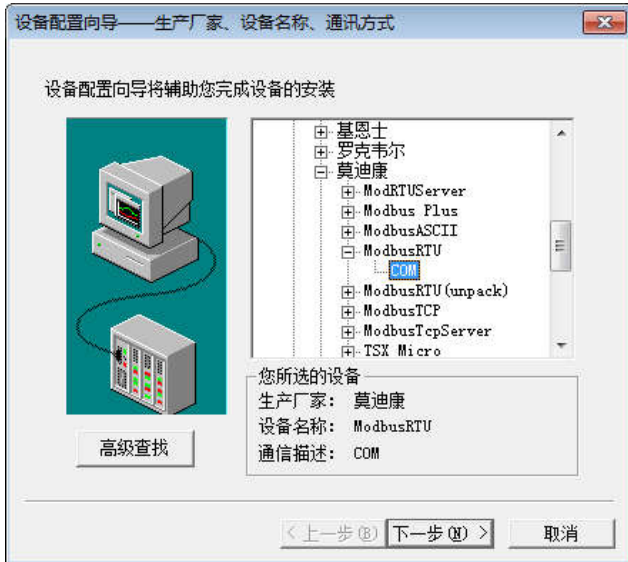 设备配置向导——生产厂家、设备名称、通讯方式
设备配置向导将辅助您完成设备的安装
基恩士
罗克韦尔
莫迪康
ModRTUServer
Modbus Plus
ModbusASCII
ModbusRTU
COM
ModbusRTU(unpack)
ModbusTCP
ModbusTcpServer
TSX Micro
您所选的设备
生产厂家： 莫迪康
设备名称： ModbusRTU
通信描述： COM
高级查找
<上一步(B) 下一步(N) > 取消